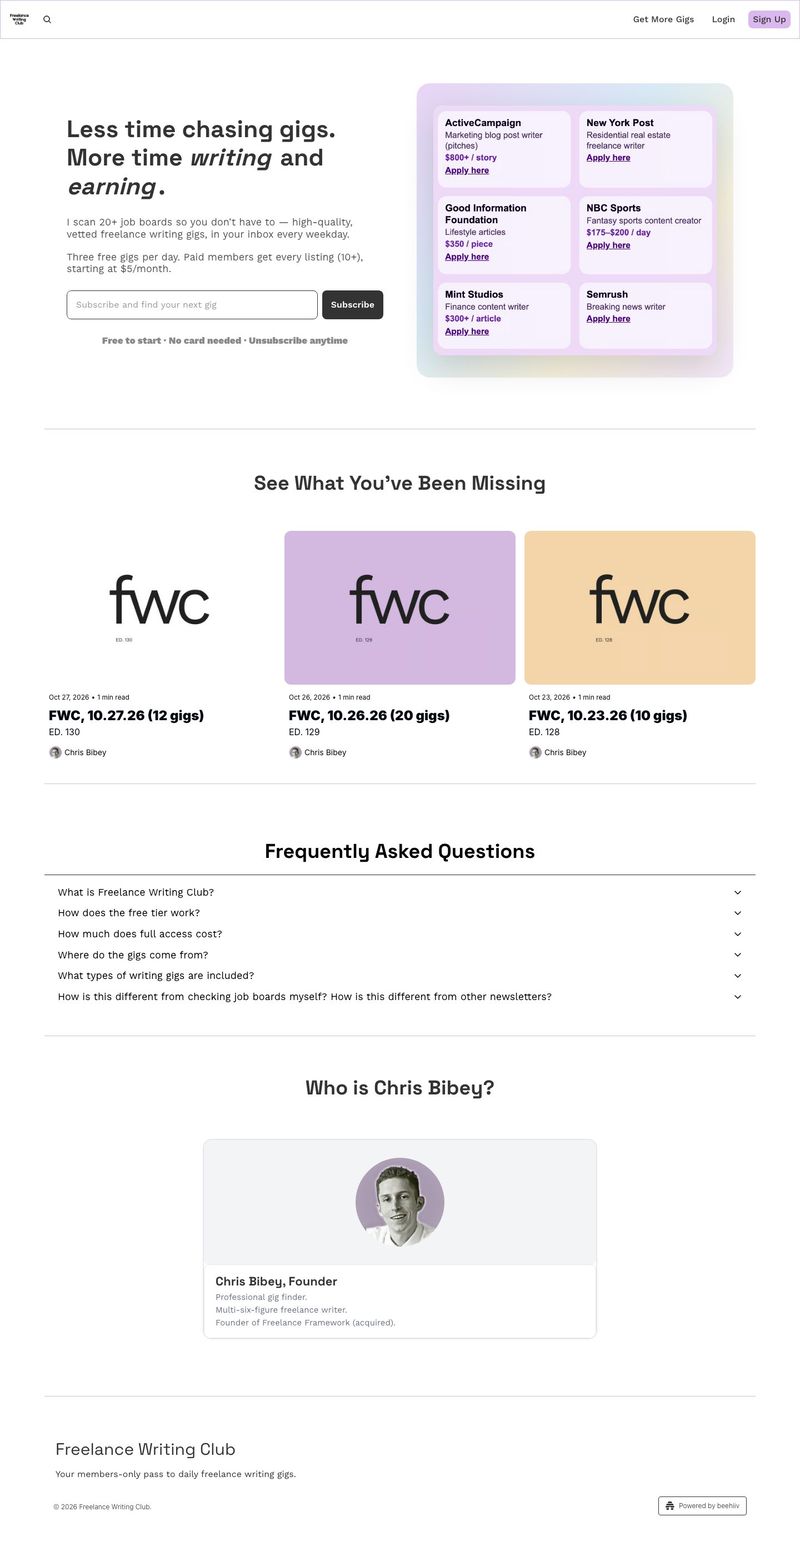 Freelance
Writing
Club
Get More Gigs
Login
Sign Up
Less time chasing gigs.
More time writing and
earning.
I scan 20+ job boards so you don't have to — high-quality,
vetted freelance writing gigs, in your inbox every weekday.
Three free gigs per day. Paid members get every listing (10+),
starting at $5/month.
Subscribe and find your next gig
Subscribe
Free to start · No card needed · Unsubscribe anytime
ActiveCampaign
Marketing blog post writer
(pitches)
$800+ / story
Apply here
New York Post
Residential real estate
freelance writer
Apply here
Good Information
Foundation
Lifestyle articles
$350 / piece
Apply here
NBC Sports
Fantasy sports content creator
$175–$200 / day
Apply here
Mint Studios
Finance content writer
$300+ / article
Apply here
Semrush
Breaking news writer
Apply here
See What You've Been Missing
fwc
ED. 130
fwc
ED. 129
fwc
ED. 128
Oct 27, 2026 • 1 min read
FWC, 10.27.26 (12 gigs)
ED. 130
Chris Bibey
Oct 26, 2026 • 1 min read
FWC, 10.26.26 (20 gigs)
ED. 129
Chris Bibey
Oct 23, 2026 • 1 min read
FWC, 10.23.26 (10 gigs)
ED. 128
Chris Bibey
Frequently Asked Questions
What is Freelance Writing Club?
How does the free tier work?
How much does full access cost?
Where do the gigs come from?
What types of writing gigs are included?
How is this different from checking job boards myself? How is this different from other newsletters?
Who is Chris Bibey?
Chris Bibey, Founder
Professional gig finder.
Multi-six-figure freelance writer.
Founder of Freelance Framework (acquired).
Freelance Writing Club
Your members-only pass to daily freelance writing gigs.
© 2026 Freelance Writing Club.
Powered by beehiiv